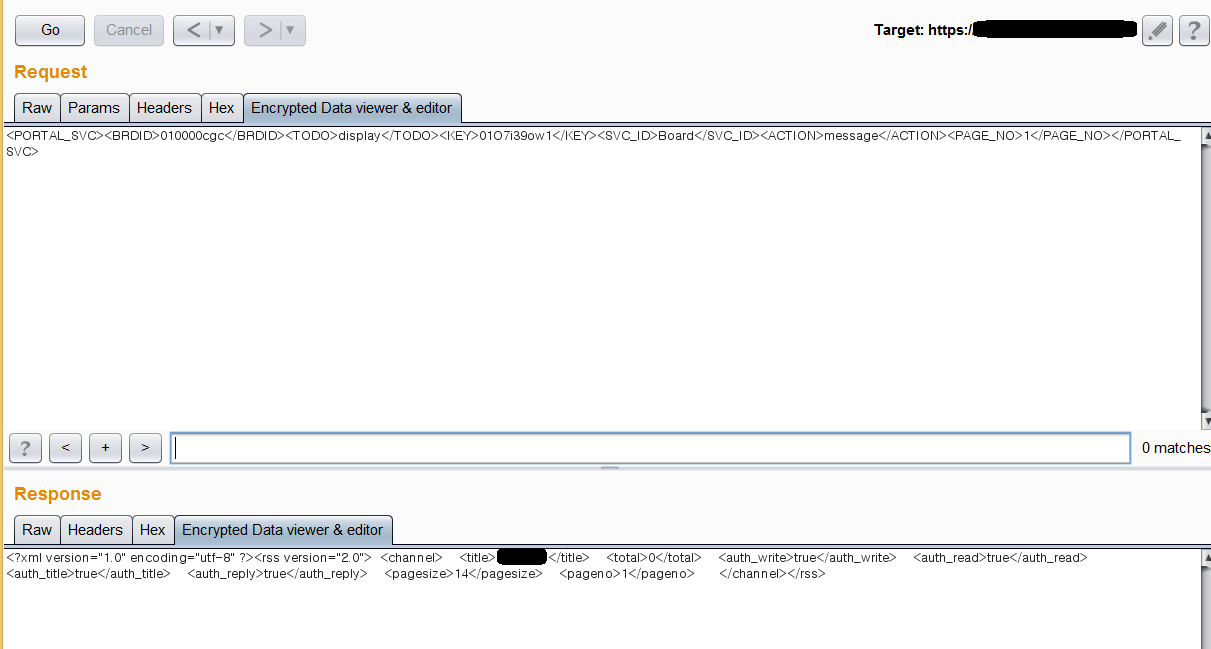 Go Cancel < ▼ > ▼ Target: https:/ ?
Request
Raw Params Headers Hex Encrypted Data viewer & editor
<PORTAL_SVC><BRDID>010000cgc</BRDID><TODO>display</TODO><KEY>01O7i39ow1</KEY><SVC_ID>Board</SVC_ID><ACTION>message</ACTION><PAGE_NO>1</PAGE_NO></PORTAL_
SVC>
? < + > 0 matches
Response
Raw Headers Hex Encrypted Data viewer & editor
<?xml version="1.0" encoding="utf-8" ?><rss version="2.0"> <channel> <title></title> <total>0</total> <auth_write>true</auth_write> <auth_read>true</auth_read>
<auth_title>true</auth_title> <auth_reply>true</auth_reply> <pagesize>14</pagesize> <pageno>1</pageno> </channel></rss>